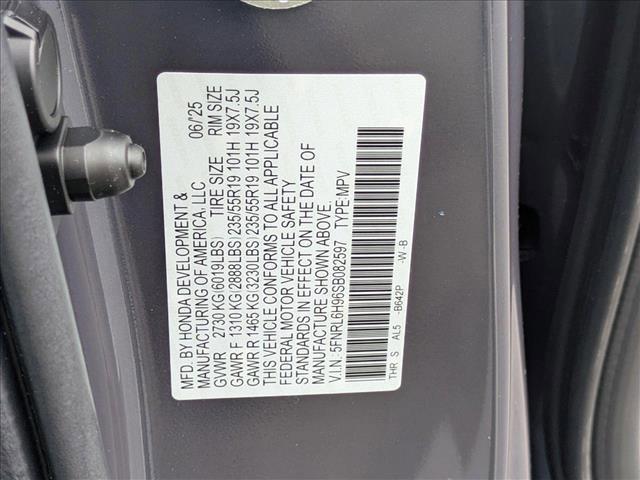 MFD. BY HONDA DEVELOPMENT &
MANUFACTURING OF AMERICA, LLC 06/'25
GVWR 2730 KG(6019LBS) TIRE SIZE RIM SIZE
GAWR F 1310 KG(2888LBS) 235/55R19 101H 19X7.5J
GAWR R 1465 KG(3230LBS) 235/55R19 101H 19X7.5J
THIS VEHICLE CONFORMS TO ALL APPLICABLE
FEDERAL MOTOR VEHICLE SAFETY
STANDARDS IN EFFECT ON THE DATE OF
MANUFACTURE SHOWN ABOVE.
V.I.N. 5FNRL6H96SB082597 TYPE:MPV
THR S AL5 -B642P -W -B